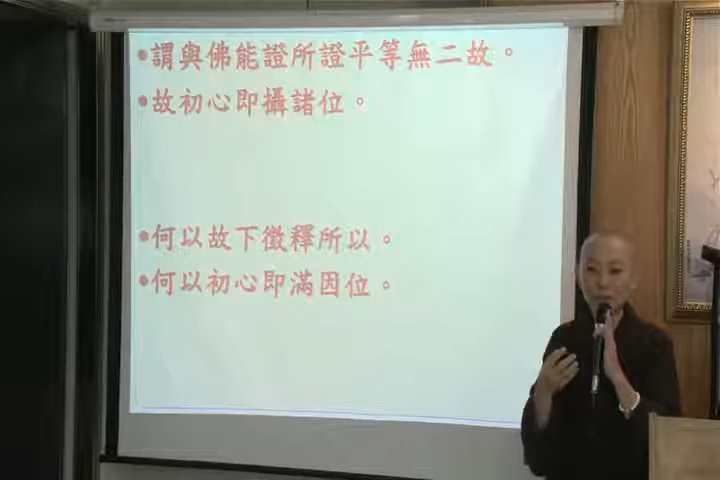 •謂與佛能證所證平等無二故。
•故初心即攝諸位。
•何以故下徵釋所以。
•何以初心即滿因位。